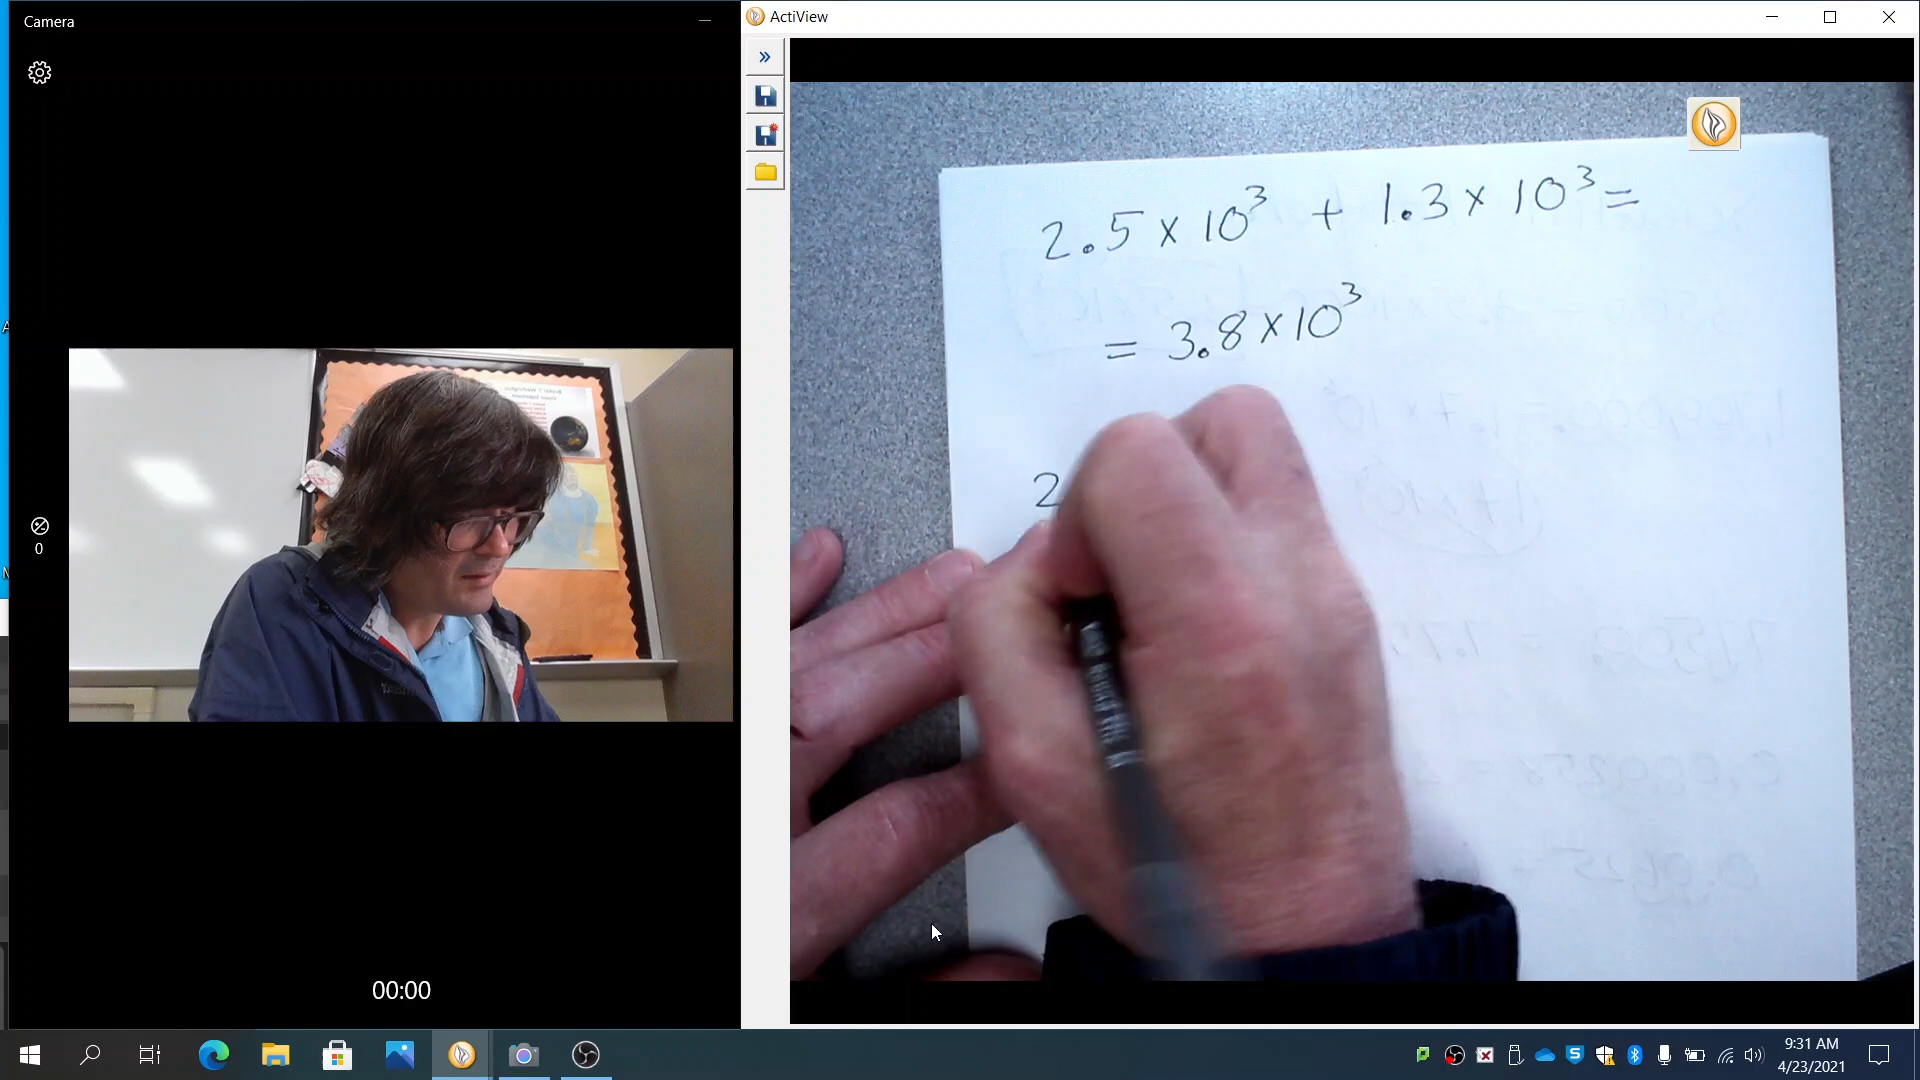 Camera
ActiView
0
2.5 × 10³ + 1.3 × 10³ =
= 3.8 × 10³
2
00:00
9:31 AM
4/23/2021